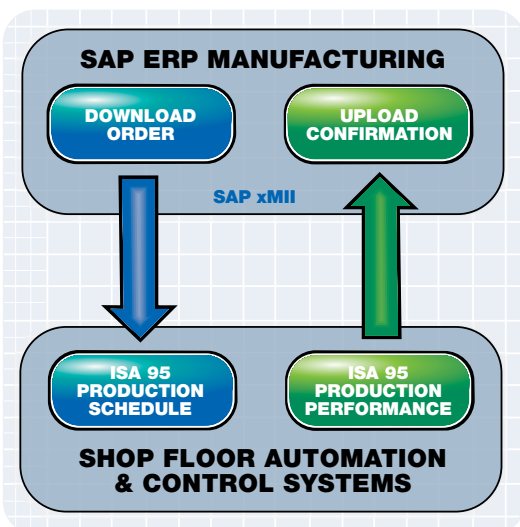 SAP ERP MANUFACTURING
DOWNLOAD
ORDER
UPLOAD
CONFIRMATION
SAP xMII
ISA 95
PRODUCTION
SCHEDULE
ISA 95
PRODUCTION
PERFORMANCE
SHOP FLOOR AUTOMATION
& CONTROL SYSTEMS